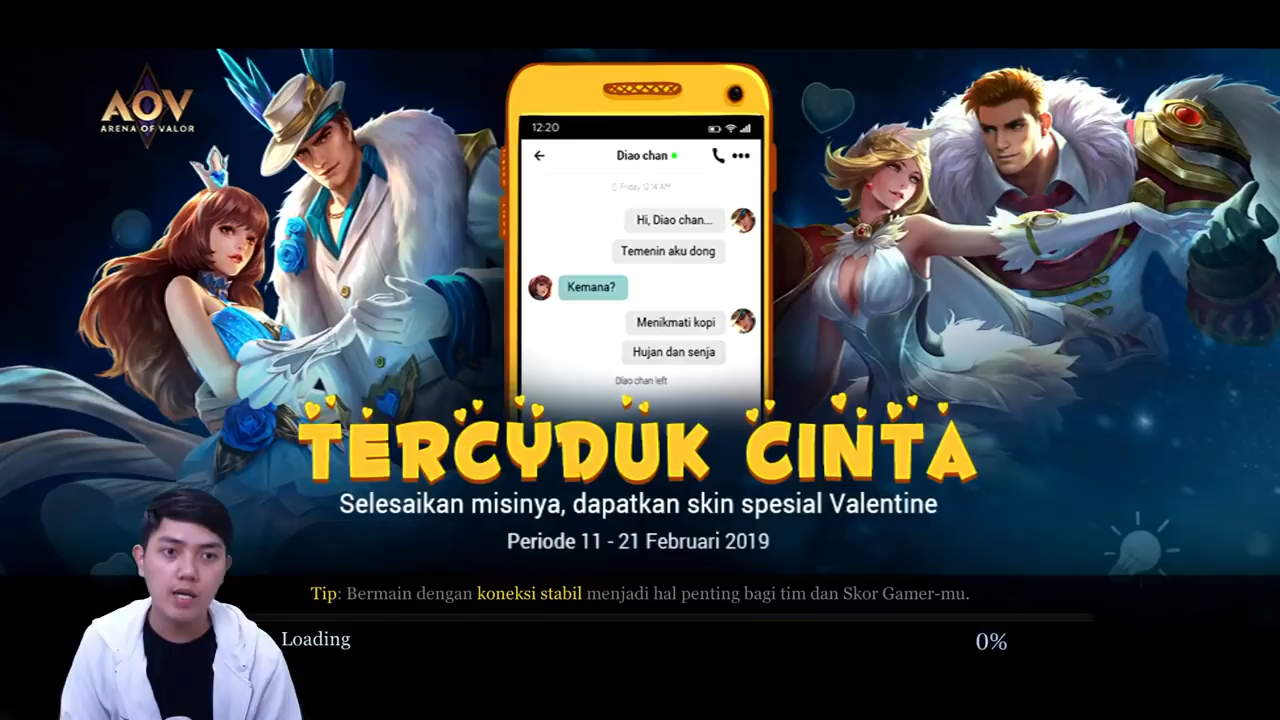 AOV
ARENA OF VALOR
12:20
Diao chan
Friday 12:14 AM
Hi, Diao chan...
Temenin aku dong
Kemana?
Menikmati kopi
Hujan dan senja
Diao chan left
TERCYDUK CINTA
Selesaikan misinya, dapatkan skin spesial Valentine
Periode 11 - 21 Februari 2019
Tip: Bermain dengan koneksi stabil menjadi hal penting bagi tim dan Skor Gamer-mu.
Loading
0%